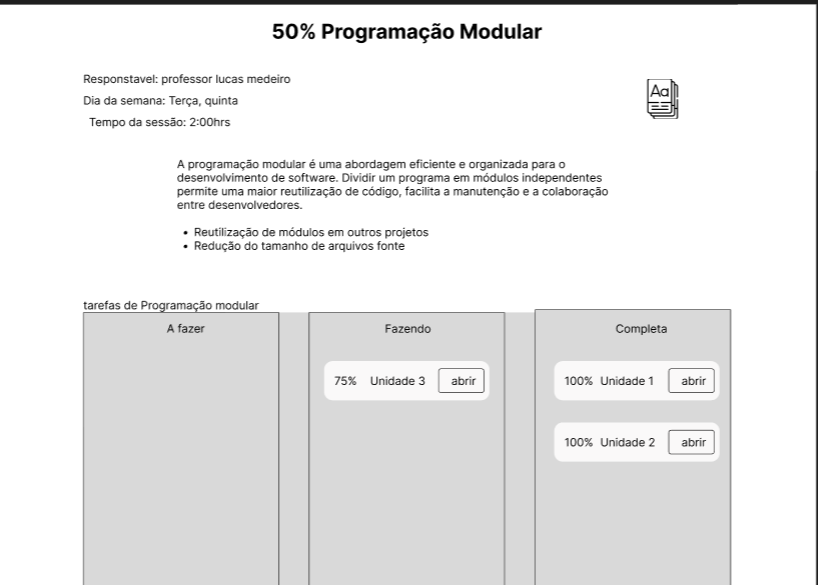 50% Programação Modular
Responstavel: professor lucas medeiro
Dia da semana: Terça, quinta
Tempo da sessão: 2:00hrs
Aa
A programação modular é uma abordagem eficiente e organizada para o
desenvolvimento de software. Dividir um programa em módulos independentes
permite uma maior reutilização de código, facilita a manutenção e a colaboração
entre desenvolvedores.
• Reutilização de módulos em outros projetos
• Redução do tamanho de arquivos fonte
tarefas de Programação modular
A fazer
Fazendo
75% Unidade 3 abrir
Completa
100% Unidade 1 abrir
100% Unidade 2 abrir